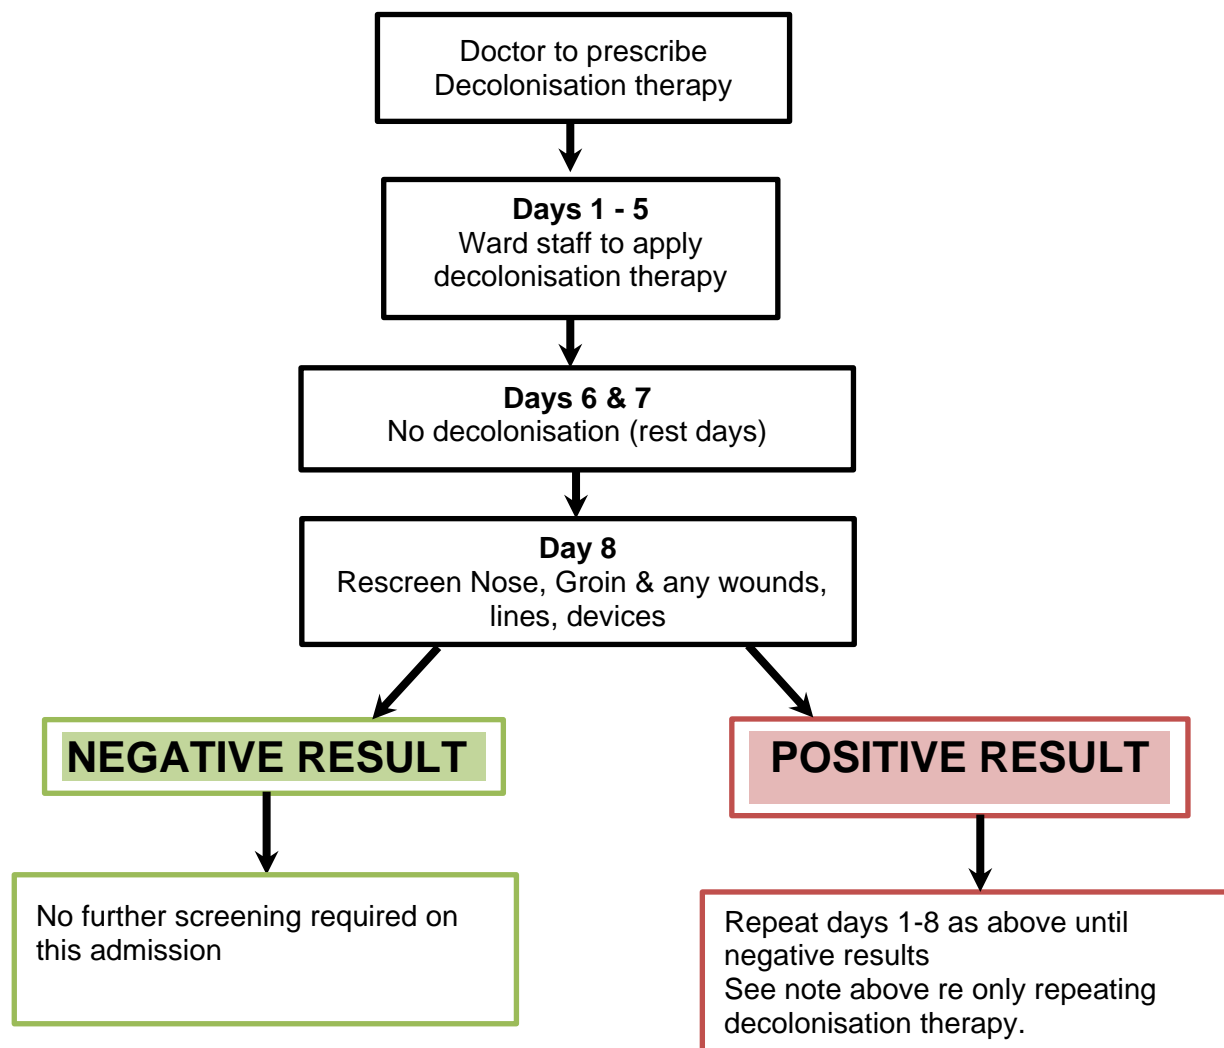 Doctor to prescribe
Decolonisation therapy
Days 1 - 5
Ward staff to apply
decolonisation therapy
Days 6 & 7
No decolonisation (rest days)
Day 8
Rescreen Nose, Groin & any wounds,
lines, devices
NEGATIVE RESULT
POSITIVE RESULT
No further screening required on
this admission
Repeat days 1-8 as above until
negative results
See note above re only repeating
decolonisation therapy.